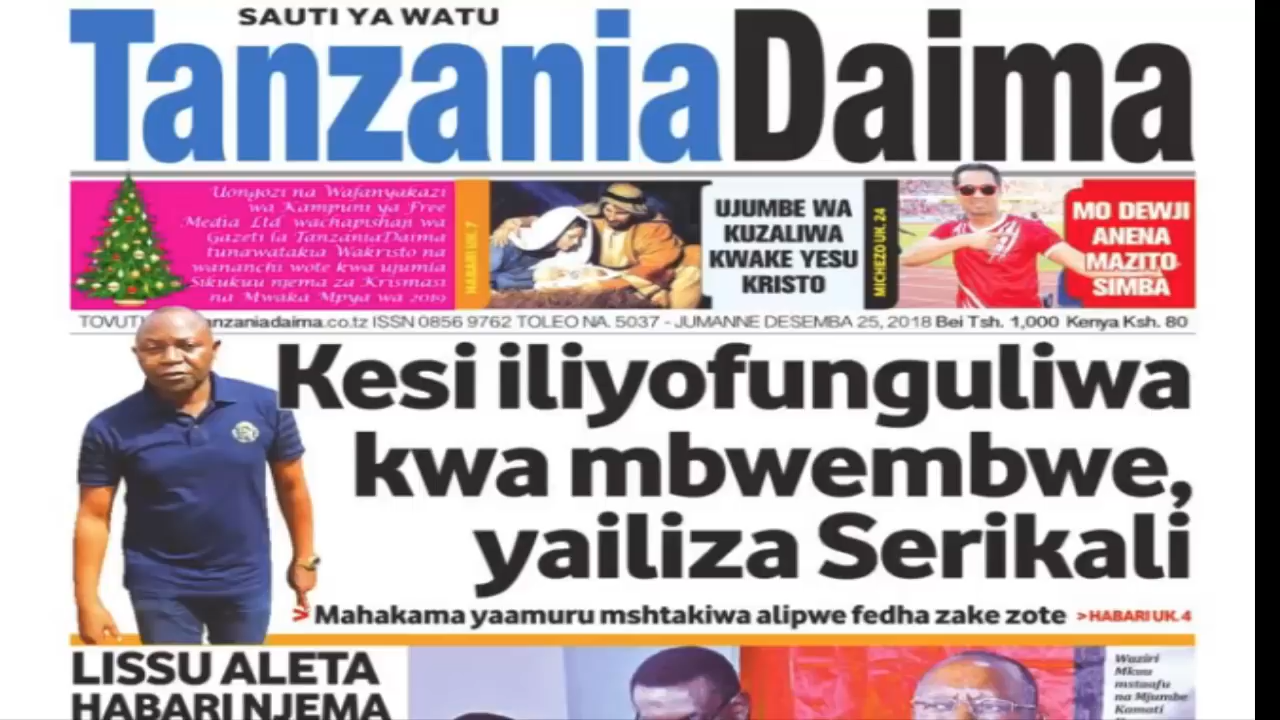 SAUTI YA WATU
TanzaniaDaima
Uongozi na Wafanyakazi
wa Kampuni ya Free
Media Ltd wachapishaji wa
Gazeti la TanzaniaDaima
tunawatakia Wakristo na
wananchi wote kwa ujumla
Sikukuu njema za Krismasi
na Mwaka Mpya wa 2019
HABARI UK. 7
UJUMBE WA
KUZALIWA
KWAKE YESU
KRISTO
MICHEZO UK. 24
MO DEWJI
ANENA
MAZITO
SIMBA
TOVUTI anzaniadaima.co.tz ISSN 0856 9762 TOLEO NA. 5037 - JUMANNE DESEMBA 25, 2018 Bei Tsh. 1,000 Kenya Ksh. 80
Kesi iliyofunguliwa
kwa mbwembwe,
yailiza Serikali
> Mahakama yaamuru mshtakiwa alipwe fedha zake zote >HABARI UK. 4
LISSU ALETA
HABARI NJEMA
Waziri
Mkuu
mstaafu
na Mjumbe
Kamati